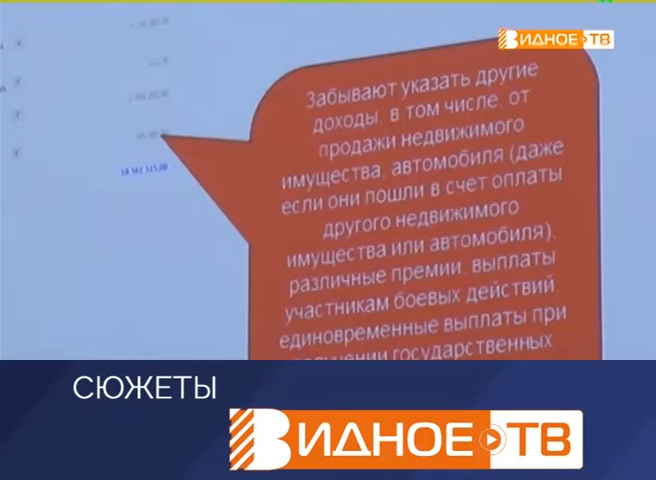 ВИДНОЕ ТВ
Забывают указать другие
доходы, в том числе, от
продажи недвижимого
имущества, автомобиля (даже
если они пошли в счет оплаты
другого недвижимого
имущества или автомобиля),
различные премии, выплаты
участникам боевых действий,
единовременные выплаты при
государственных
СЮЖЕТЫ
ВИДНОЕ ТВ